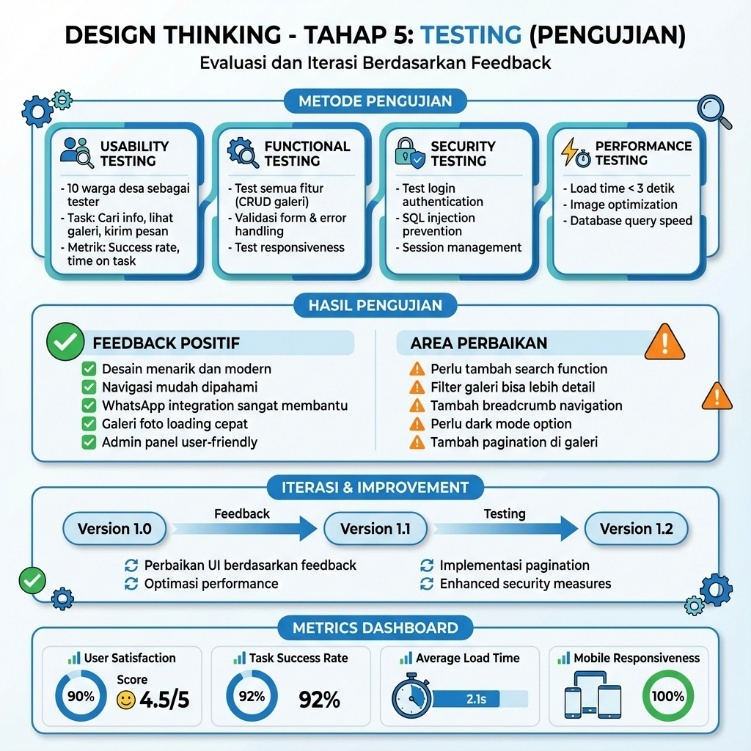 DESIGN THINKING - TAHAP 5: TESTING (PENGUJIAN)
Evaluasi dan Iterasi Berdasarkan Feedback
METODE PENGUJIAN
USABILITY
TESTING
- 10 warga desa sebagai
tester
- Task: Cari info, lihat
galeri, kirim pesan
- Metrik: Success rate,
time on task
FUNCTIONAL
TESTING
- Test semua fitur
(CRUD galeri)
- Validasi form & error
handling
- Test responsiveness
SECURITY
TESTING
- Test login
authentication
- SQL injection
prevention
- Session management
PERFORMANCE
TESTING
- Load time < 3 detik
- Image optimization
- Database query speed
HASIL PENGUJIAN
FEEDBACK POSITIF
Desain menarik dan modern
Navigasi mudah dipahami
WhatsApp integration sangat membantu
Galeri foto loading cepat
Admin panel user-friendly
AREA PERBAIKAN
Perlu tambah search function
Filter galeri bisa lebih detail
Tambah breadcrumb navigation
Perlu dark mode option
Tambah pagination di galeri
ITERASI & IMPROVEMENT
Version 1.0
Feedback
Version 1.1
Testing
Version 1.2
Perbaikan UI berdasarkan feedback
Optimasi performance
Implementasi pagination
Enhanced security measures
METRICS DASHBOARD
User Satisfaction
90%
Score
4.5/5
Task Success Rate
92%
92%
Average Load Time
2.1s
Mobile Responsiveness
100%